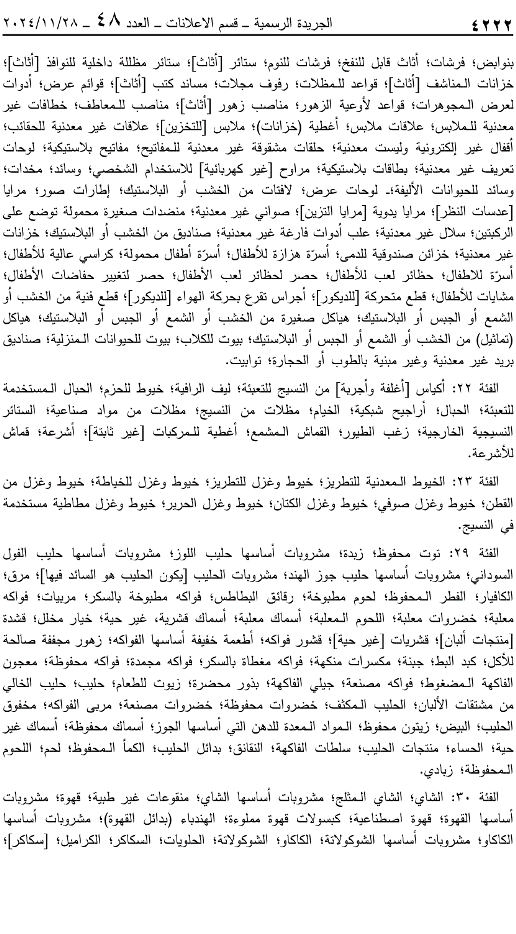 ٤٢٢٢ الجريدة الرسمية ــ قسم الاعلانات ــ العدد ٤٨ ــ ٢٠٢٤/١١/٢٨
بنوابض؛ فرشات؛ أثاث قابل للنفخ؛ فرشات للنوم؛ ستائر [أثاث]؛ ستائر مظللة داخلية للنوافذ [أثاث]؛
خزانات المناشف [أثاث]؛ قواعد للمظلات؛ رفوف مجلات؛ مساند كتب [أثاث]؛ قوائم عرض؛ أدوات
لعرض المجوهرات؛ قواعد لأوعية الزهور؛ مناصب زهور [أثاث]؛ مناصب للمعاطف؛ خطافات غير
معدنية للملابس؛ علاقات ملابس؛ أغطية (خزانات)؛ ملابس [للتخزين]؛ علاقات غير معدنية للحقائب؛
أقفال غير إلكترونية وليست معدنية؛ حلقات مشقوقة غير معدنية للمفاتيح؛ مفاتيح بلاستيكية؛ لوحات
تعريف غير معدنية؛ بطاقات بلاستيكية؛ مراوح [غير كهربائية] للاستخدام الشخصي؛ وسائد؛ مخدات؛
وسائد للحيوانات الأليفة؛ـ لوحات عرض؛ لافتات من الخشب أو البلاستيك؛ إطارات صور؛ مرايا
[عدسات النظر]؛ مرايا يدوية [مرايا التزين]؛ صواني غير معدنية؛ منضدات صغيرة محمولة توضع على
الركبتين؛ سلال غير معدنية؛ علب أدوات فارغة غير معدنية؛ صناديق من الخشب أو البلاستيك؛ خزانات
غير معدنية؛ خزائن صندوقية للدمى؛ أسرّة هزازة للأطفال؛ أسرّة أطفال محمولة؛ كراسي عالية للأطفال؛
أسرّة للاطفال؛ حظائر لعب للأطفال؛ حصر لحظائر لعب الأطفال؛ حصر لتغيير حفاضات الأطفال؛
مشايات للأطفال؛ قطع متحركة [للديكور]؛ أجراس تقرع بحركة الهواء [للديكور]؛ قطع فنية من الخشب أو
الشمع أو الجبس أو البلاستيك؛ هياكل صغيرة من الخشب أو الشمع أو الجبس أو البلاستيك؛ هياكل
(تماثيل) من الخشب أو الشمع أو الجبس أو البلاستيك؛ بيوت للكلاب؛ بيوت للحيوانات المنزلية؛ صناديق
بريد غير معدنية وغير مبنية بالطوب أو الحجارة؛ توابيت.
الفئة ٢٢: أكياس [أغلفة وأجربة] من النسيج للتعبئة؛ ليف الرافية؛ خيوط للحزم؛ الحبال المستخدمة
للتعبئة؛ الحبال؛ أراجيح شبكية؛ الخيام؛ مظلات من النسيج؛ مظلات من مواد صناعية؛ الستائر
النسيجية الخارجية؛ زغب الطيور؛ القماش المشمع؛ أغطية للمركبات [غير ثابتة]؛ أشرعة؛ قماش
للأشرعة.
الفئة ٢٣: الخيوط المعدنية للتطريز؛ خيوط وغزل للتطريز؛ خيوط وغزل للخياطة؛ خيوط وغزل من
القطن؛ خيوط وغزل صوفي؛ خيوط وغزل الكتان؛ خيوط وغزل الحرير؛ خيوط وغزل مطاطية مستخدمة
في النسيج.
الفئة ٢٩: توت محفوظ؛ زبدة؛ مشروبات أساسها حليب اللوز؛ مشروبات أساسها حليب الفول
السوداني؛ مشروبات أساسها حليب جوز الهند؛ مشروبات الحليب [يكون الحليب هو السائد فيها]؛ مرق؛
الكافيار؛ الفطر المحفوظ؛ لحوم مطبوخة؛ رقائق البطاطس؛ فواكه مطبوخة بالسكر؛ مربيات؛ فواكه
معلبة؛ خضروات معلبة؛ اللحوم المعلبة؛ أسماك معلبة؛ أسماك قشرية، غير حية؛ خيار مخلل؛ قشدة
[منتجات ألبان]؛ قشريات [غير حية]؛ قشور فواكه؛ أطعمة خفيفة أساسها الفواكه؛ زهور مجففة صالحة
للأكل؛ كبد البط؛ جبنة؛ مكسرات منكهة؛ فواكه مغطاة بالسكر؛ فواكه مجمدة؛ فواكه محفوظة؛ معجون
الفاكهة المضغوط؛ فواكه مصنعة؛ جيلي الفاكهة؛ بذور محضرة؛ زيوت للطعام؛ حليب؛ حليب الخالي
من مشتقات الألبان؛ الحليب المكثف؛ خضروات محفوظة؛ خضروات مصنعة؛ مربى الفواكه؛ مخفوق
الحليب؛ البيض؛ زيتون محفوظ؛ المواد المعدة للدهن التي أساسها الجوز؛ أسماك محفوظة؛ أسماك غير
حية؛ الحساء؛ منتجات الحليب؛ سلطات الفاكهة؛ النقانق؛ بدائل الحليب؛ الكمأ المحفوظ؛ لحم؛ اللحوم
المحفوظة؛ زبادي.
الفئة ٣٠: الشاي؛ الشاي المثلج؛ مشروبات أساسها الشاي؛ منقوعات غير طبية؛ قهوة؛ مشروبات
أساسها القهوة؛ قهوة اصطناعية؛ كبسولات قهوة مملوءة؛ الهندباء (بدائل القهوة)؛ مشروبات أساسها
الكاكاو؛ مشروبات أساسها الشوكولاتة؛ الكاكاو؛ الشوكولاتة؛ الحلويات؛ السكاكر؛ الكراميل؛ [سكاكر]؛